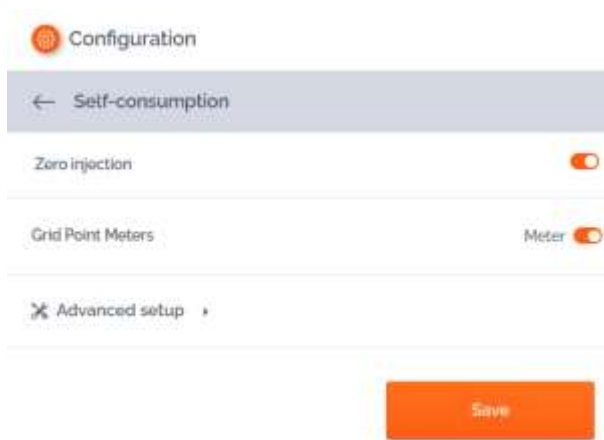 Configuration
Self-consumption
Zero injection
Grid Point Meters Meter
Advanced setup
Save